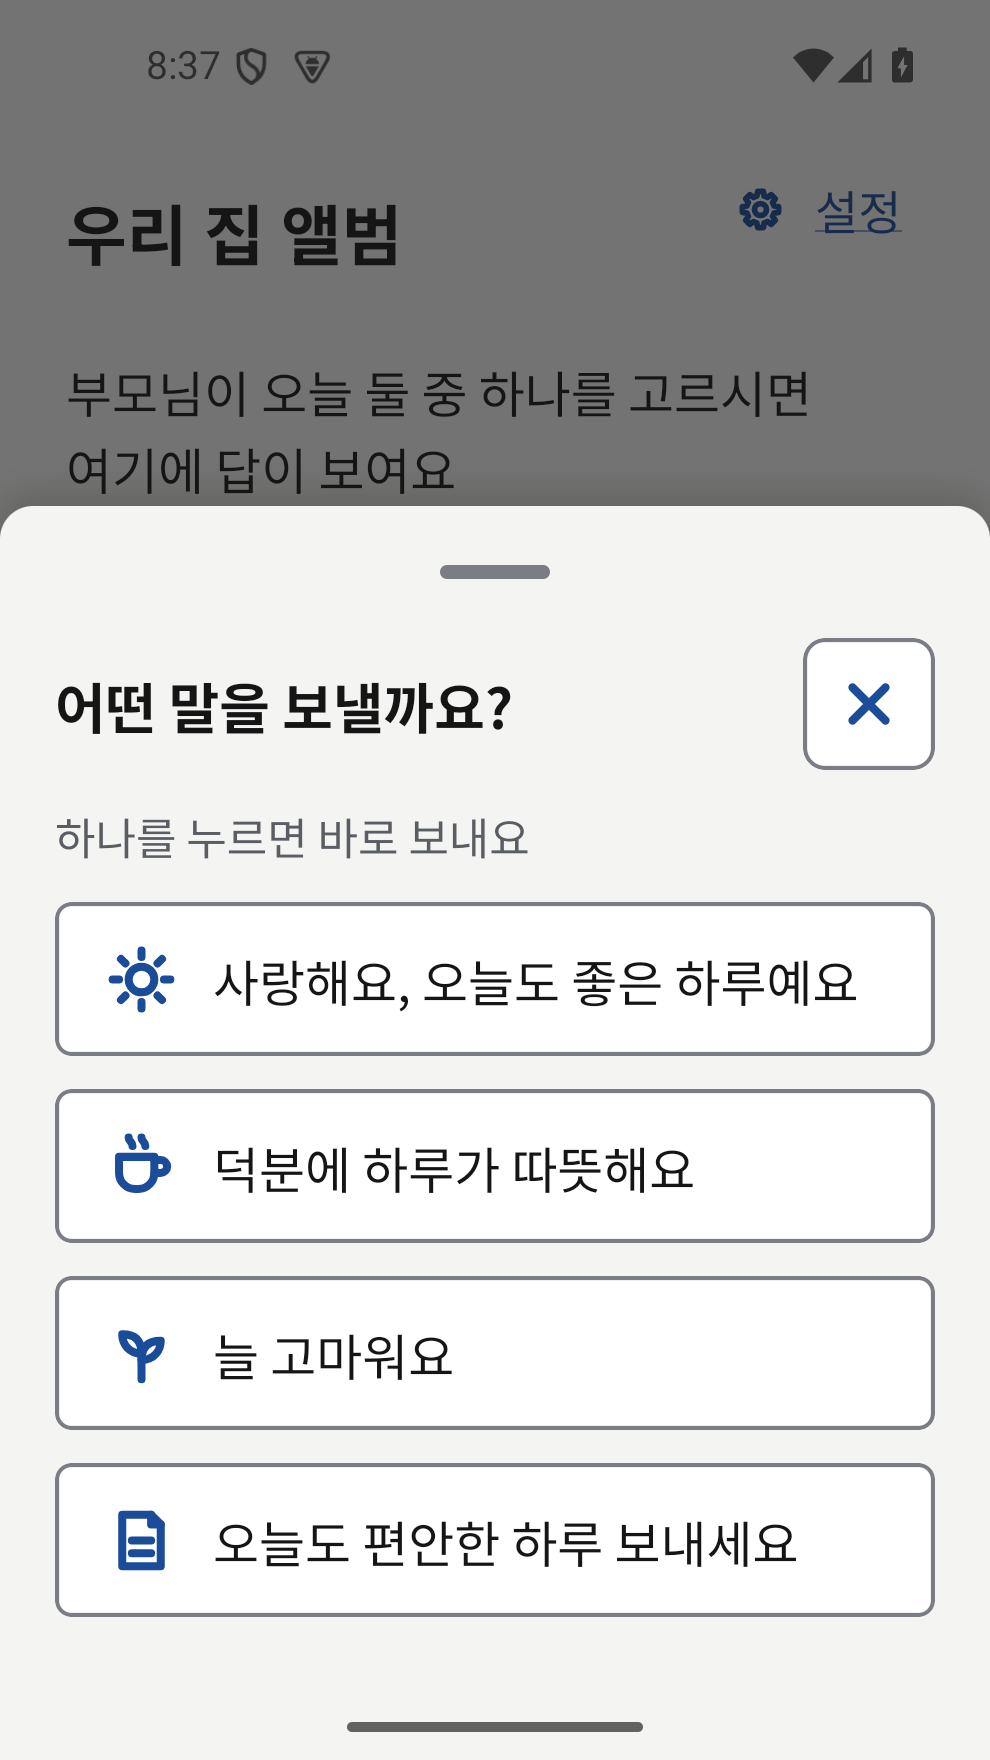 8:37
우리 집 앨범
설정
부모님이 오늘 둘 중 하나를 고르시면
여기에 답이 보여요
어떤 말을 보낼까요?
하나를 누르면 바로 보내요
사랑해요, 오늘도 좋은 하루예요
덕분에 하루가 따뜻해요
늘 고마워요
오늘도 편안한 하루 보내세요